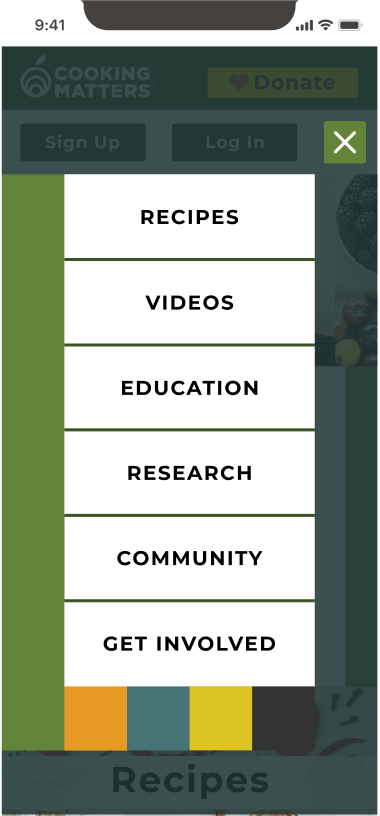 9:41
COOKING
MATTERS
Donate
Sign Up
Log In
RECIPES
VIDEOS
EDUCATION
RESEARCH
COMMUNITY
GET INVOLVED
Recipes